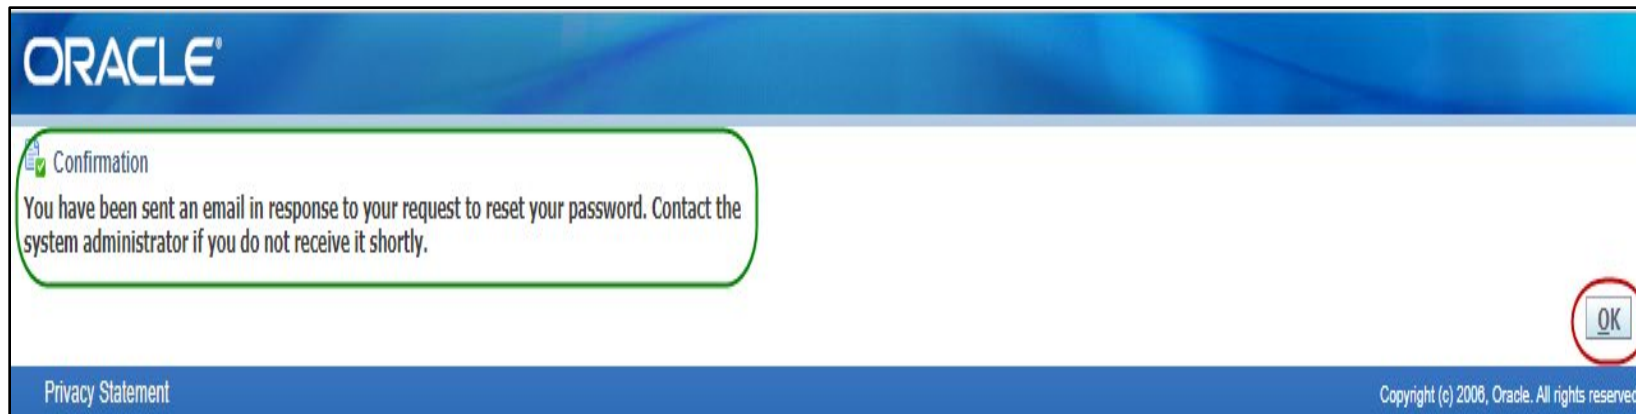 ORACLE®
Confirmation
You have been sent an email in response to your request to reset your password. Contact the
system administrator if you do not receive it shortly.
OK
Privacy Statement
Copyright (c) 2006, Oracle. All rights reserved